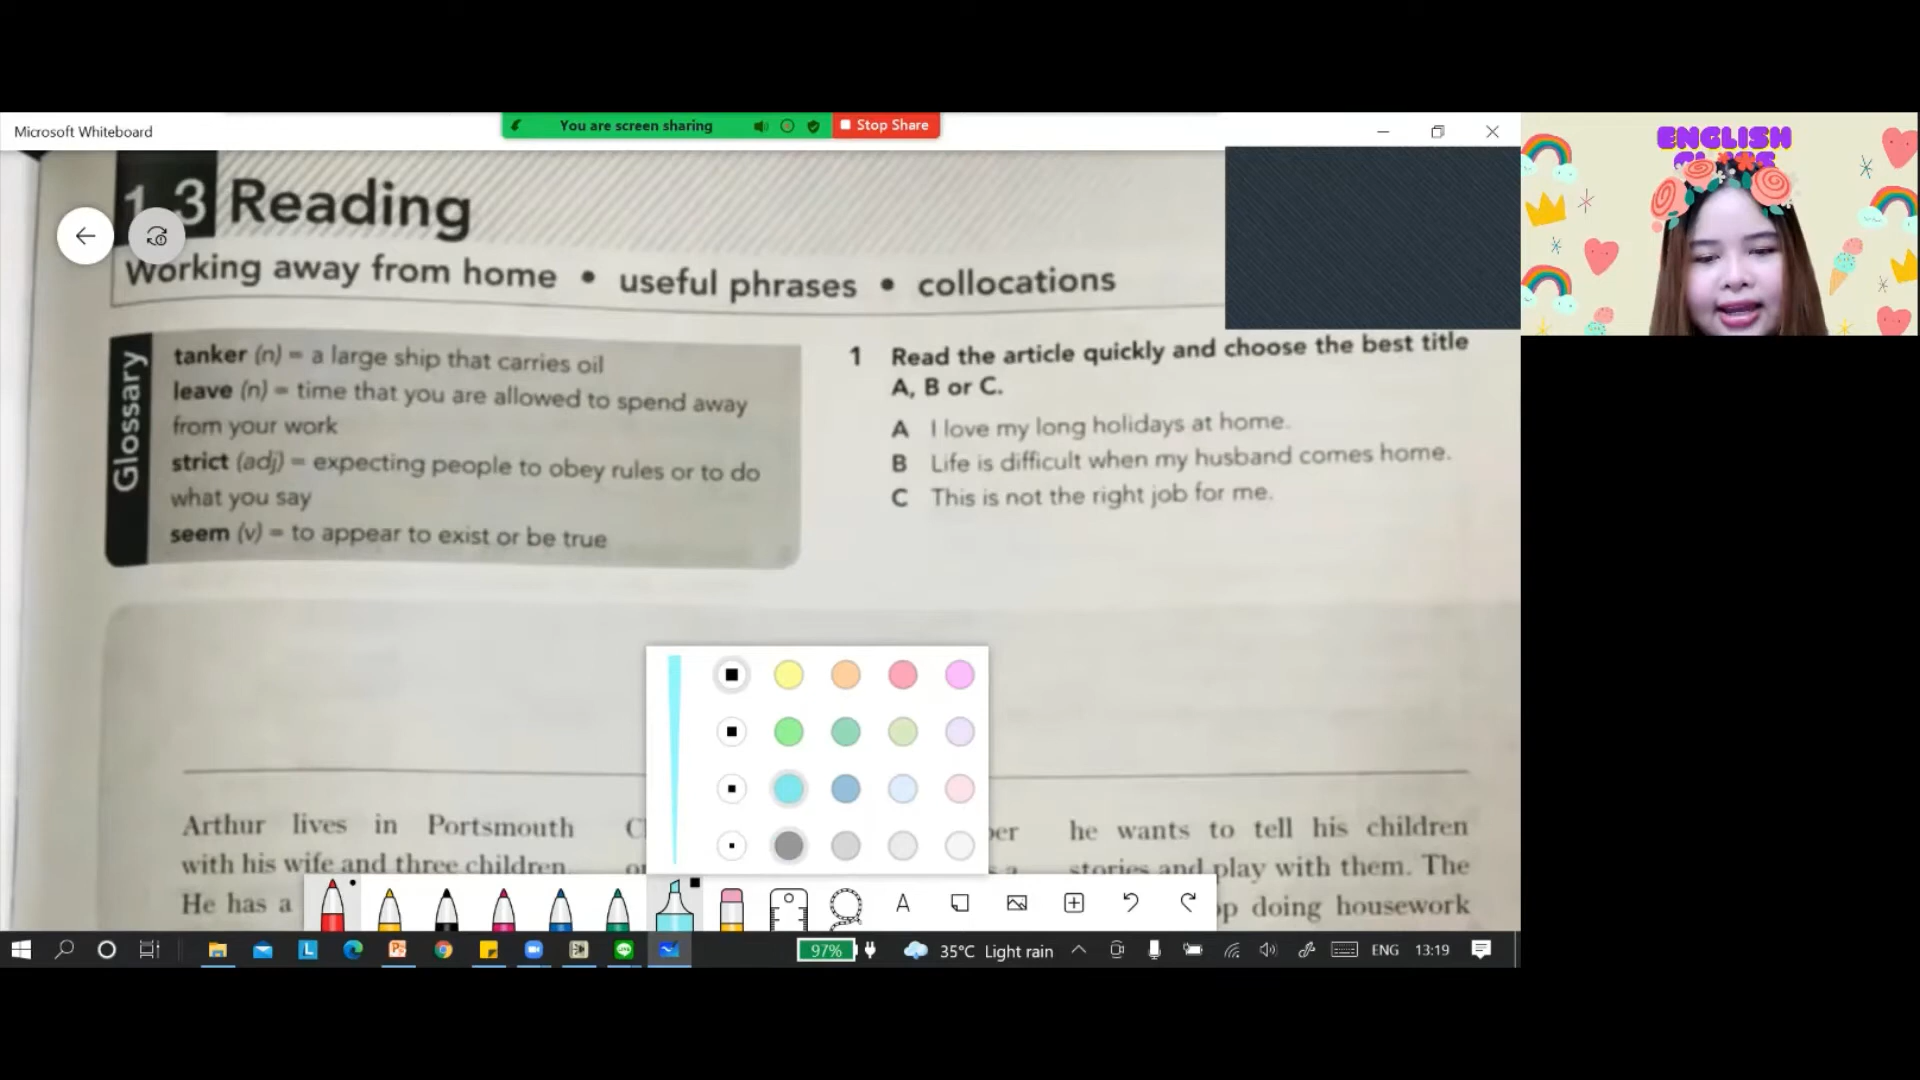 Microsoft Whiteboard
You are screen sharing
Stop Share
ENGLISH
1.3 Reading
Working away from home • useful phrases • collocations
Glossary
tanker (n) = a large ship that carries oil
leave (n) = time that you are allowed to spend away
from your work
strict (adj) = expecting people to obey rules or to do
what you say
seem (v) = to appear to exist or be true
1 Read the article quickly and choose the best title
A, B or C.
A I love my long holidays at home.
B Life is difficult when my husband comes home.
C This is not the right job for me.
Arthur lives in Portsmouth
with his wife and three children.
He has a
he wants to tell his children
stories and play with them. The
doing housework
A
97%
35°C Light rain
ENG
13:19